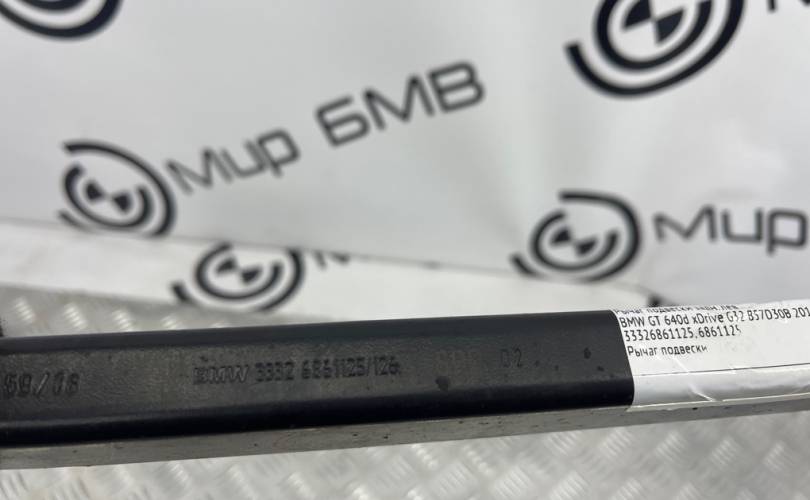 Мир БМВ
Мир
BMW GT 640d xDrive G32 B57D30B 201
33326861125, 686112
Рычаг подвески
59/08 BMW 3332 6861125/126 02